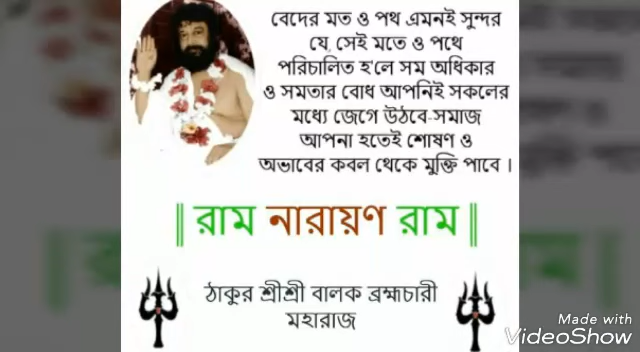 বেদের মত ও পথ এমনই সুন্দর
যে, সেই মতে ও পথে
পরিচালিত হ'লে সম অধিকার
ও সমতার বোধ আপনিই সকলের
মধ্যে জেগে উঠবে-সমাজ
আপনা হতেই শোষণ ও
অভাবের কবল থেকে মুক্তি পাবে ।
|| রাম নারায়ণ রাম ||
ঠাকুর শ্রীশ্রী বালক ব্রহ্মচারী
মহারাজ
Made with
VideoShow